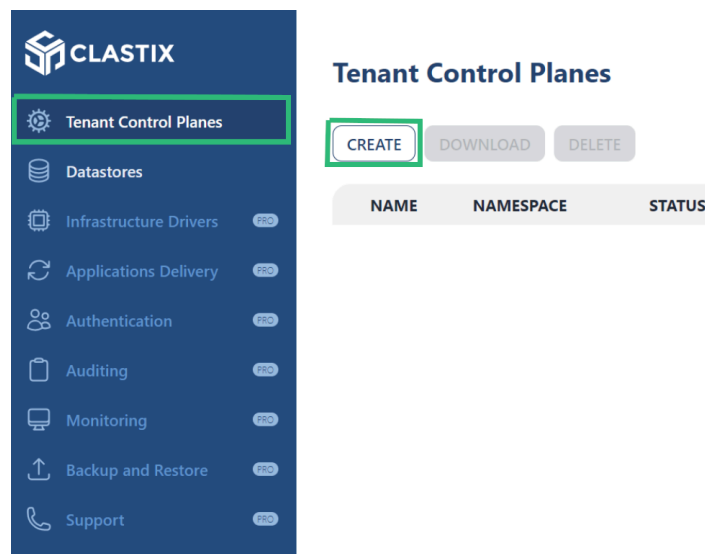 CLASTIX
Tenant Control Planes
Datastores
Infrastructure Drivers PRO
Applications Delivery PRO
Authentication PRO
Auditing PRO
Monitoring PRO
Backup and Restore PRO
Support PRO
Tenant Control Planes
CREATE DOWNLOAD DELETE
NAME NAMESPACE STATUS